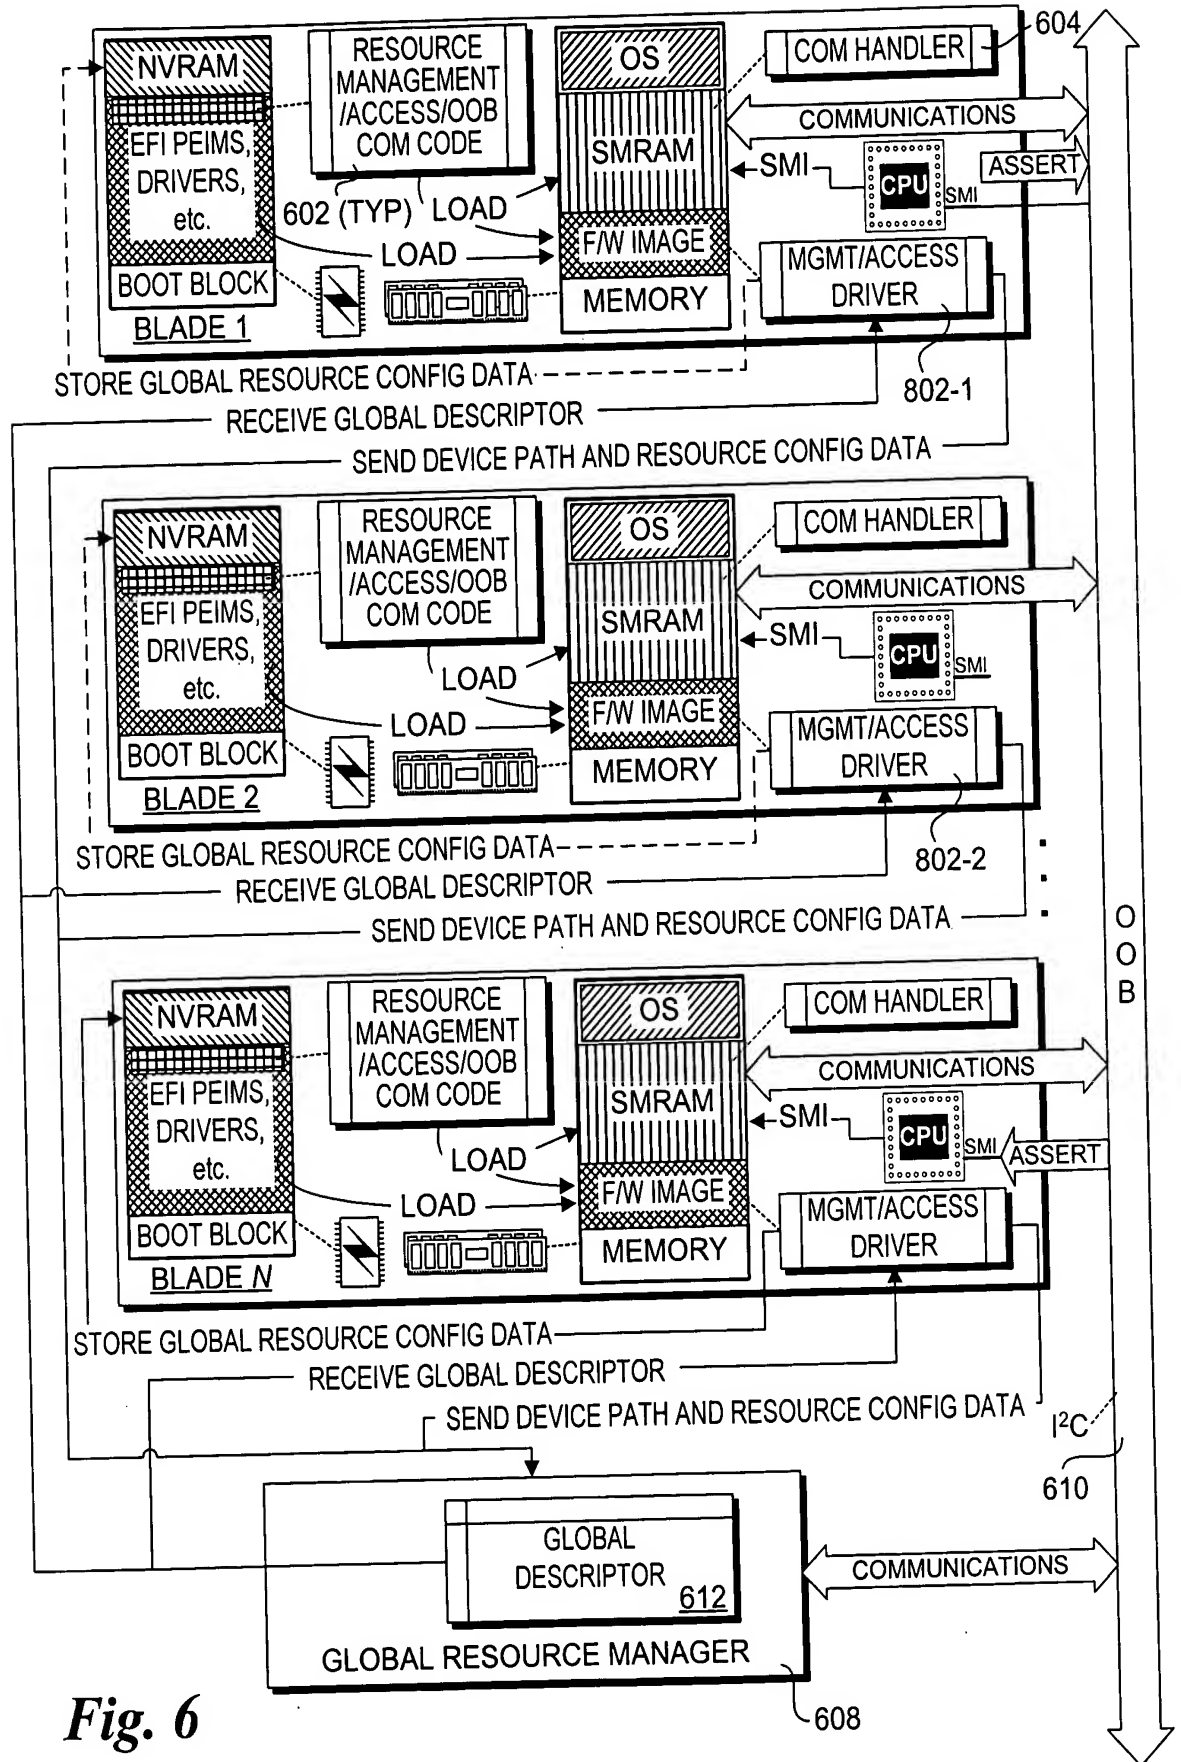 NVRAM
EFI PEIMS,
DRIVERS,
etc.
BOOT BLOCK
BLADE 1
RESOURCE
MANAGEMENT
/ACCESS/OOB
COM CODE
602 (TYP)
LOAD
LOAD
OS
SMRAM
F/W IMAGE
MEMORY
COM HANDLER
604
COMMUNICATIONS
SMI
CPU
SMI
ASSERT
MGMT/ACCESS
DRIVER
802-1
STORE GLOBAL RESOURCE CONFIG DATA
RECEIVE GLOBAL DESCRIPTOR
SEND DEVICE PATH AND RESOURCE CONFIG DATA
NVRAM
EFI PEIMS,
DRIVERS,
etc.
BOOT BLOCK
BLADE 2
RESOURCE
MANAGEMENT
/ACCESS/OOB
COM CODE
LOAD
LOAD
OS
SMRAM
F/W IMAGE
MEMORY
COM HANDLER
COMMUNICATIONS
SMI
CPU
SMI
MGMT/ACCESS
DRIVER
802-2
STORE GLOBAL RESOURCE CONFIG DATA
RECEIVE GLOBAL DESCRIPTOR
SEND DEVICE PATH AND RESOURCE CONFIG DATA
OOB
NVRAM
EFI PEIMS,
DRIVERS,
etc.
BOOT BLOCK
BLADE N
RESOURCE
MANAGEMENT
/ACCESS/OOB
COM CODE
LOAD
LOAD
OS
SMRAM
F/W IMAGE
MEMORY
COM HANDLER
COMMUNICATIONS
SMI
CPU
SMI
ASSERT
MGMT/ACCESS
DRIVER
STORE GLOBAL RESOURCE CONFIG DATA
RECEIVE GLOBAL DESCRIPTOR
SEND DEVICE PATH AND RESOURCE CONFIG DATA
I²C
610
GLOBAL
DESCRIPTOR
612
GLOBAL RESOURCE MANAGER
COMMUNICATIONS
608
Fig. 6